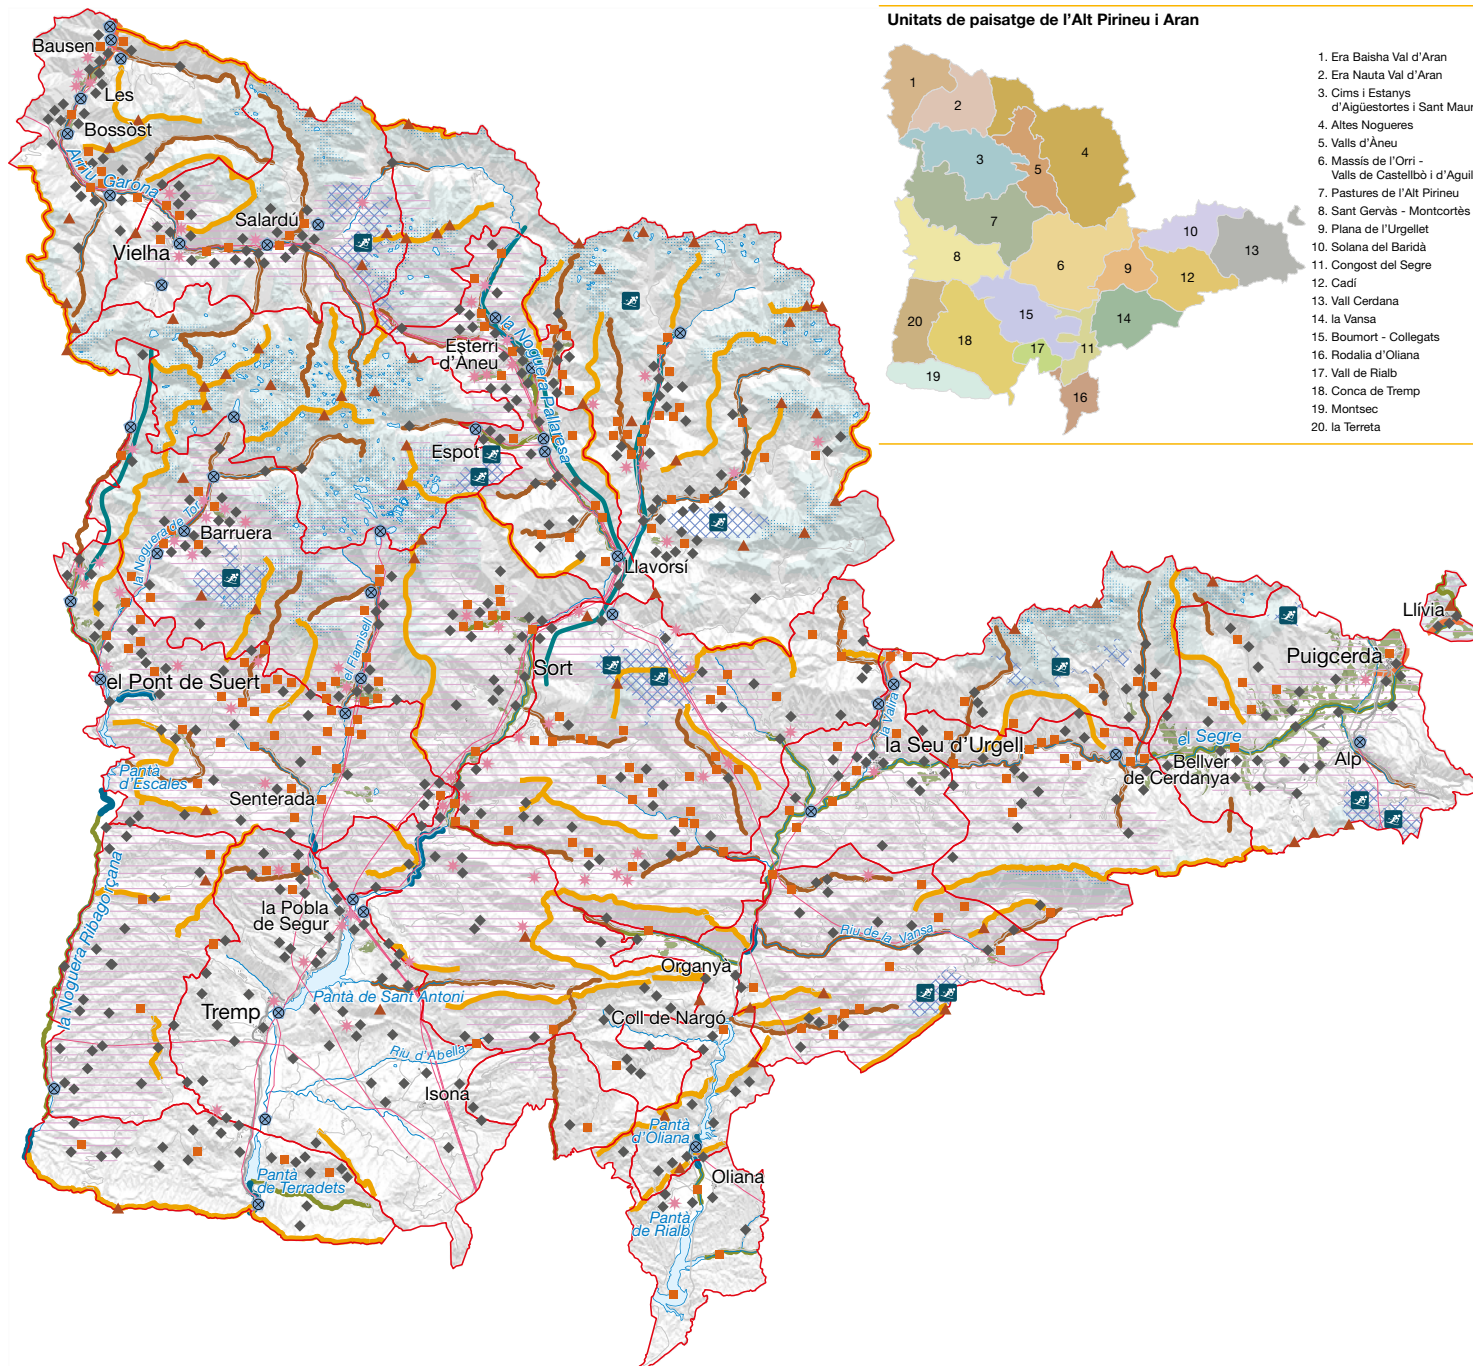 Unitats de paisatge de l'Alt Pirineu i Aran
1. Era Baisha Val d'Aran
2. Era Nauta Val d'Aran
3. Cims i Estanys
d'Aigüestortes i Sant Maur
4. Altes Nogueres
5. Valls d'Àneu
6. Massís de l'Orri -
Valls de Castellbò i d'Aguil
7. Pastures de l'Alt Pirineu
8. Sant Gervàs - Montcortès
9. Plana de l'Urgellet
10. Solana del Baridà
11. Congost del Segre
12. Cadí
13. Vall Cerdana
14. la Vansa
15. Boumort - Collegats
16. Rodalia d'Oliana
17. Vall de Rialb
18. Conca de Tremp
19. Montsec
20. la Terreta
1
2
3
4
5
6
7
8
9
10
11
12
13
14
15
16
17
18
19
20
Bausen
Les
Bossòst
Arriu Garona
Salardú
Vielha
Esterri
d'Àneu
la Noguera Pallaresa
Espot
la Noguera de Tor
Barruera
Llavorsí
el Flamisell
Sort
el Pont de Suert
Llívia
Puigcerdà
la Valira
la Seu d'Urgell
el Segre
Bellver
de Cerdanya
Alp
Pantà
d'Escales
Senterada
la Noguera Ribagorçana
la Pobla
de Segur
Riu de la Vansa
Organyà
Pantà de Sant Antoni
Tremp
Coll de Nargó
Riu d'Abella
Isona
Pantà
d'Oliana
Oliana
Pantà
de Terradets
Pantà
de Rialb